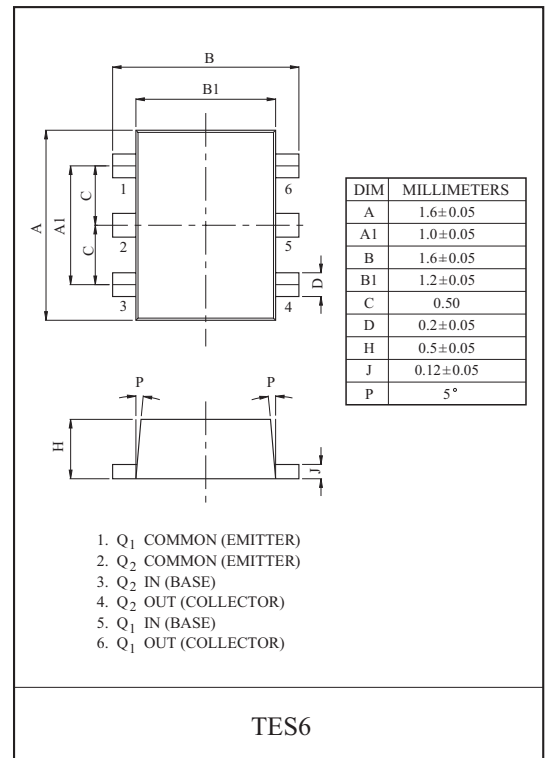 B
B1
A
A1
C
C
D
1
2
3
6
5
4
DIM MILLIMETERS
A 1.6±0.05
A1 1.0±0.05
B 1.6±0.05
B1 1.2±0.05
C 0.50
D 0.2±0.05
H 0.5±0.05
J 0.12±0.05
P 5°
P
P
H
J
1. Q1 COMMON (EMITTER)
2. Q2 COMMON (EMITTER)
3. Q2 IN (BASE)
4. Q2 OUT (COLLECTOR)
5. Q1 IN (BASE)
6. Q1 OUT (COLLECTOR)
TES6